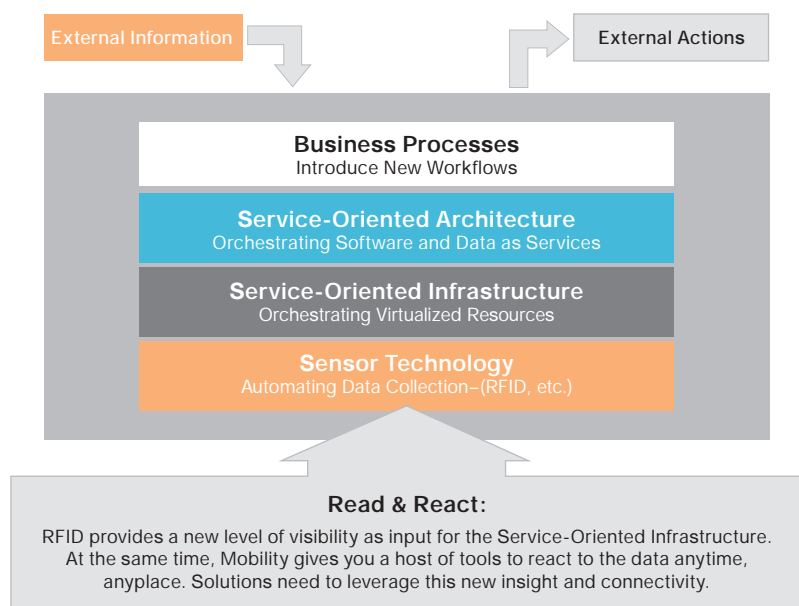 External Information
External Actions
Business Processes
Introduce New Workflows
Service-Oriented Architecture
Orchestrating Software and Data as Services
Service-Oriented Infrastructure
Orchestrating Virtualized Resources
Sensor Technology
Automating Data Collection–(RFID, etc.)
Read & React:
RFID provides a new level of visibility as input for the Service-Oriented Infrastructure.
At the same time, Mobility gives you a host of tools to react to the data anytime,
anyplace. Solutions need to leverage this new insight and connectivity.